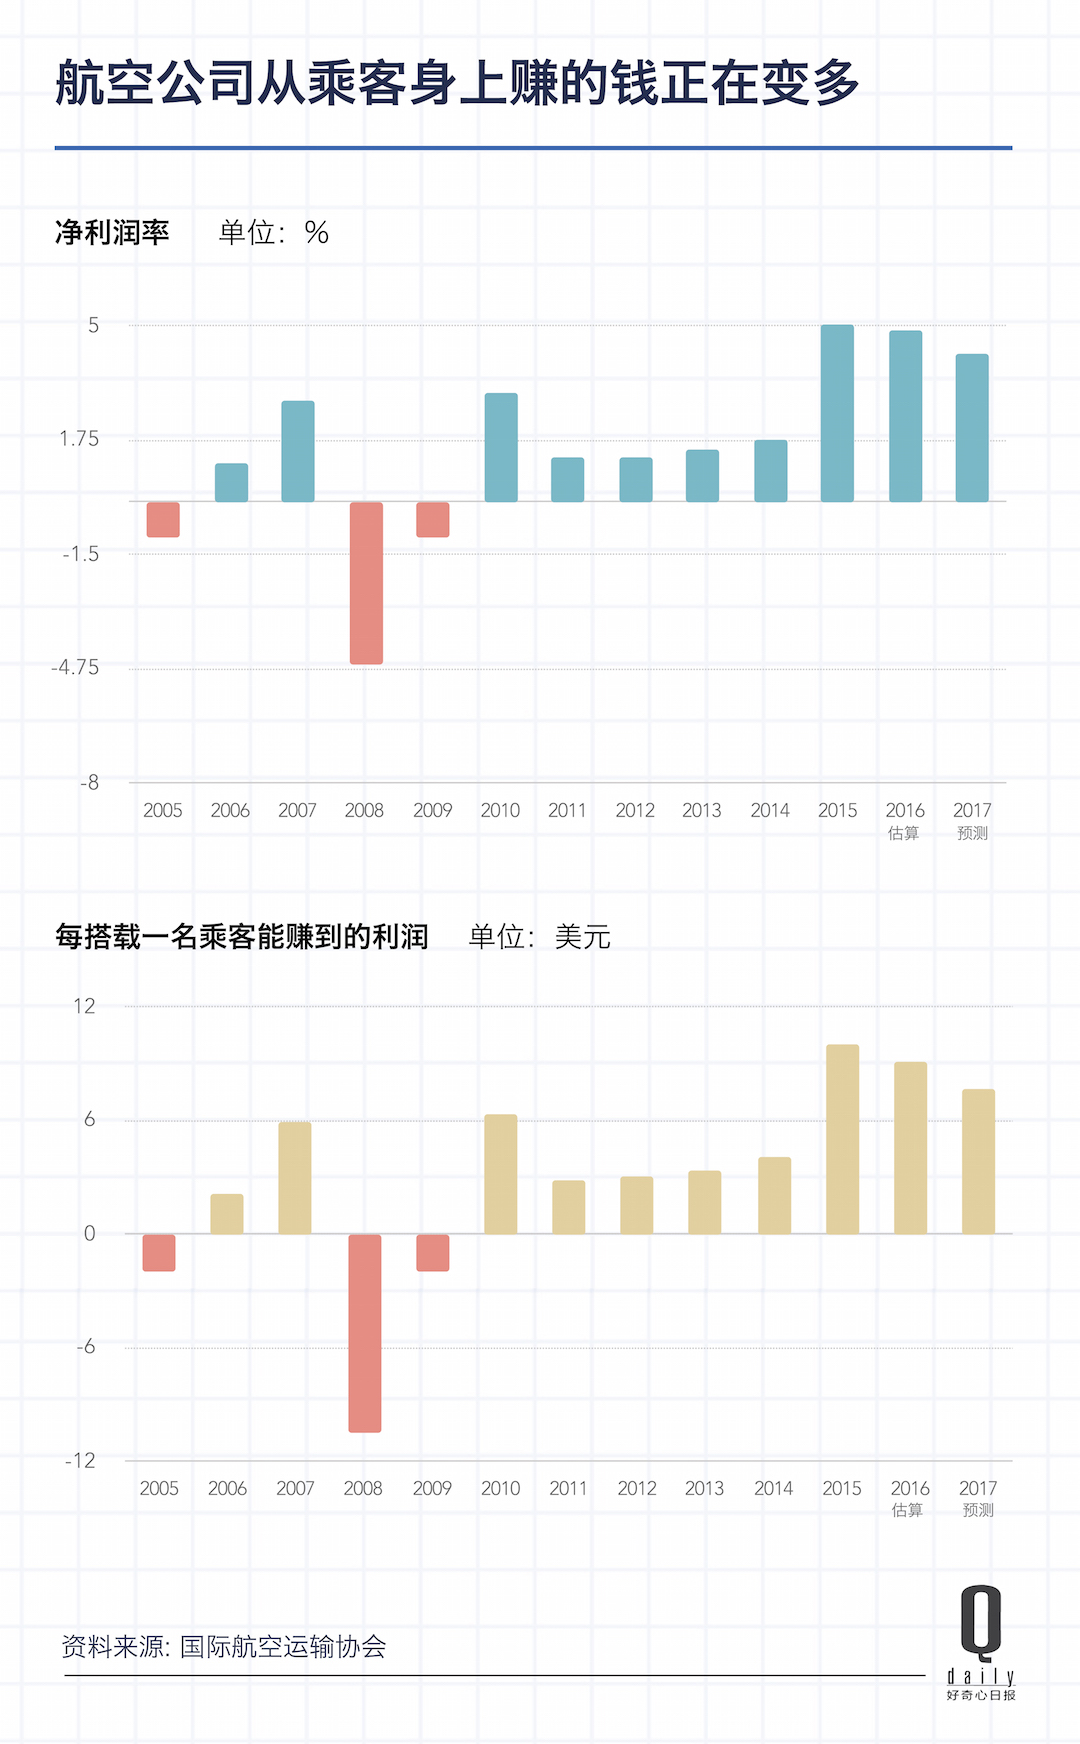 航空公司从乘客身上赚的钱正在变多
净利润率 单位：%
5
1.75
-1.5
-4.75
-8
2005 2006 2007 2008 2009 2010 2011 2012 2013 2014 2015 2016 2017
估算 预测
每搭载一名乘客能赚到的利润 单位：美元
12
6
0
-6
-12
2005 2006 2007 2008 2009 2010 2011 2012 2013 2014 2015 2016 2017
估算 预测
资料来源: 国际航空运输协会
Q
daily
好奇心日报